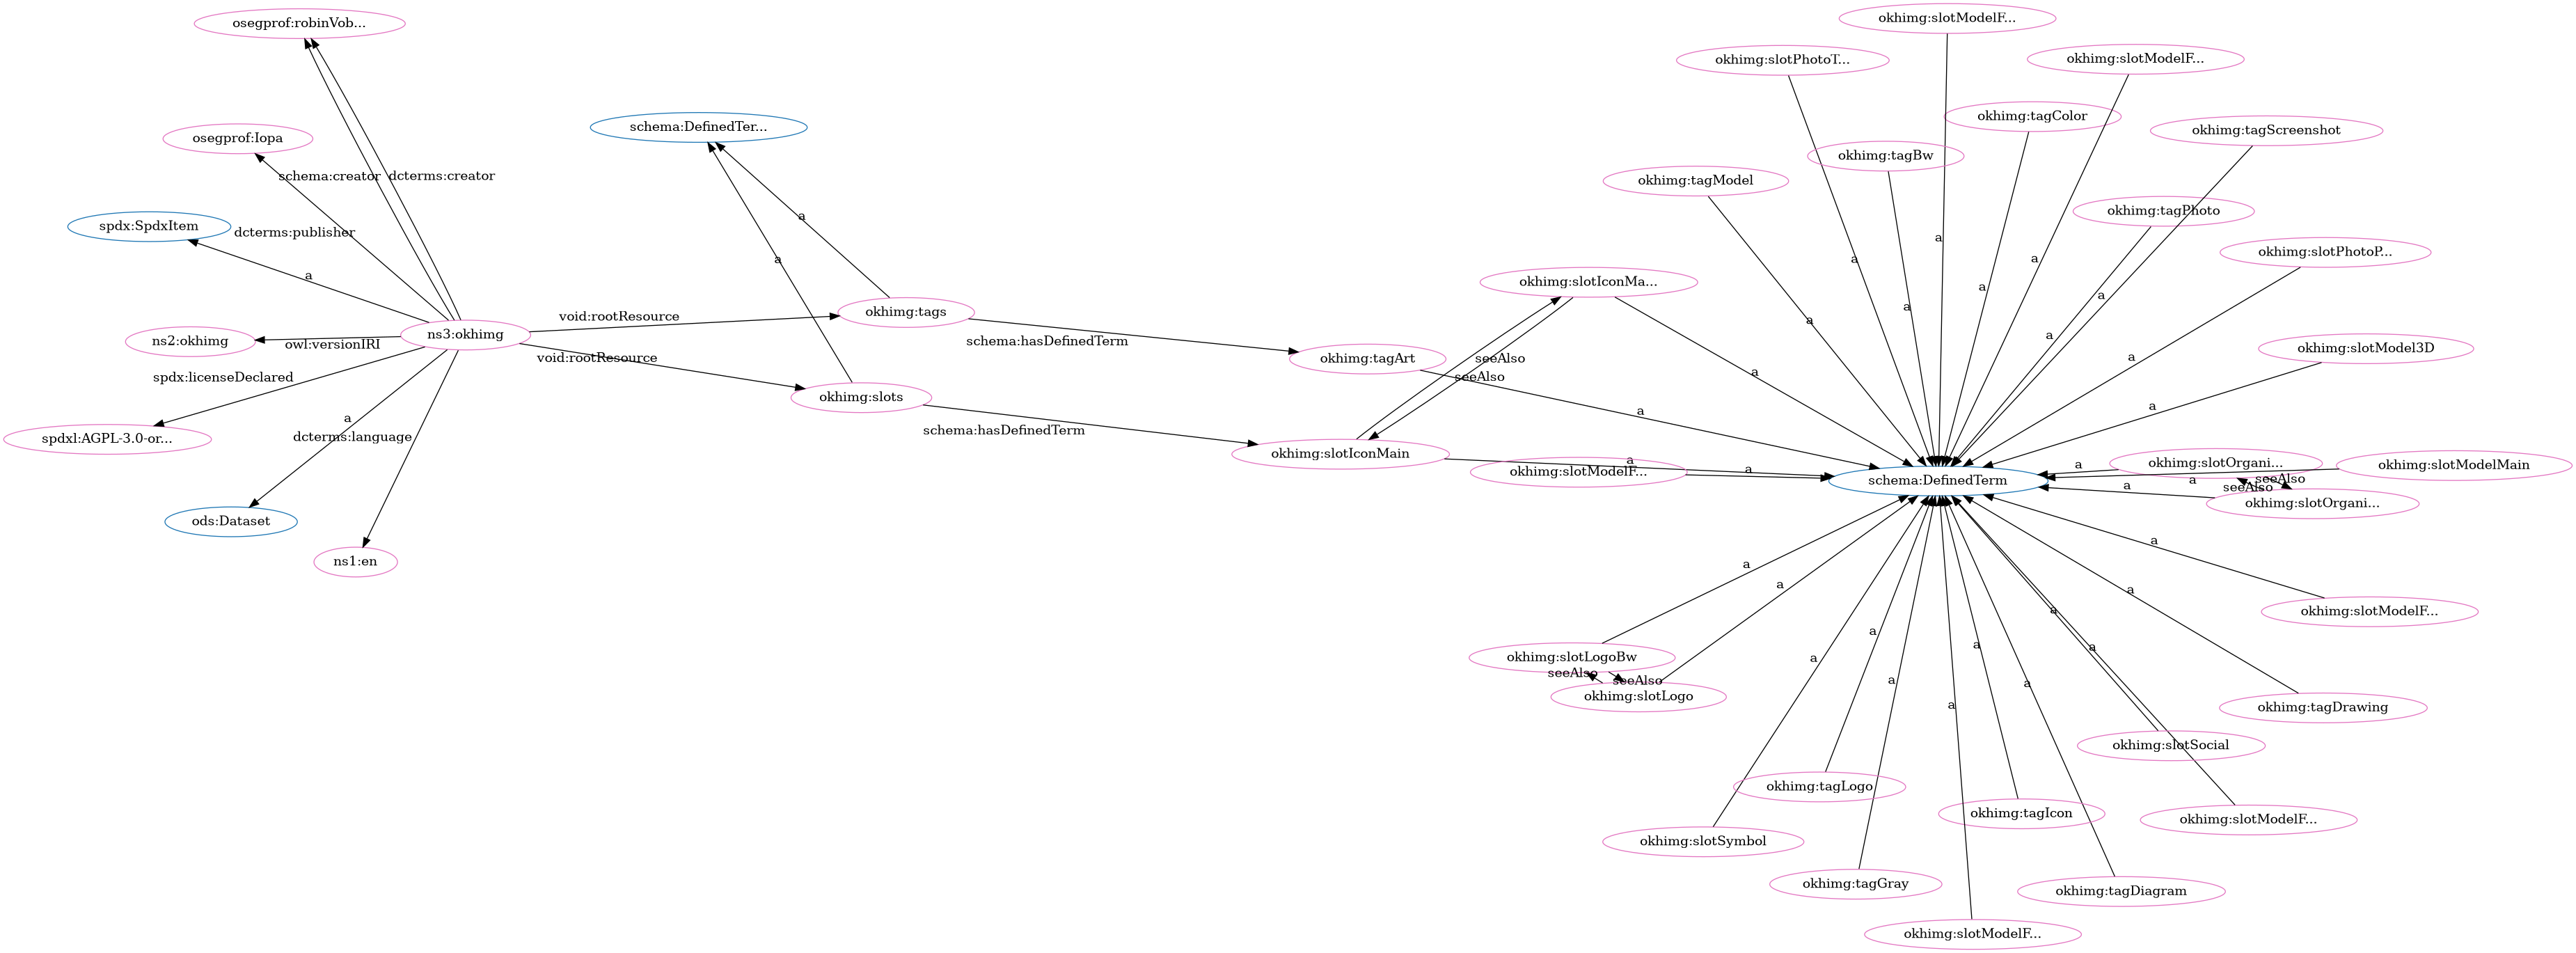 okhimg:slotModelF...
osegprof:robinVob...
okhimg:slotPhotoT...
okhimg:slotModelF...
okhimg:tagColor
schema:DefinedTer...
okhimg:tagScreenshot
osegprof:Iopa
okhimg:tagBw
schema:creator
dcterms:creator
okhimg:tagModel
okhimg:tagPhoto
a
spdx:SpdxItem
dcterms:publisher
a
a
okhimg:slotPhotoP...
a
a
a
a
okhimg:slotIconMa...
a
a
a
okhimg:tags
void:rootResource
a
a
ns3:okhimg
ns2:okhimg
owl:versionIRI
schema:hasDefinedTerm
okhimg:slotModel3D
void:rootResource
okhimg:tagArt
seeAlso
a
a
spdx:licenseDeclared
seeAlso
okhimg:slots
a
a
a
dcterms:language
schema:hasDefinedTerm
spdxl:AGPL-3.0-or...
okhimg:slotIconMain
a
okhimg:slotOrgani...
a
okhimg:slotModelMain
okhimg:slotModelF...
a
schema:DefinedTerm
a
seeAlso
a
seeAlso
okhimg:slotOrgani...
ods:Dataset
a
ns1:en
a
a
a
okhimg:slotModelF...
a
a
a
a
a
okhimg:slotLogoBw
a
seeAlso
seeAlso
a
a
okhimg:slotLogo
a
okhimg:tagDrawing
okhimg:slotSocial
okhimg:tagLogo
okhimg:tagIcon
okhimg:slotModelF...
okhimg:slotSymbol
okhimg:tagGray
okhimg:tagDiagram
okhimg:slotModelF...